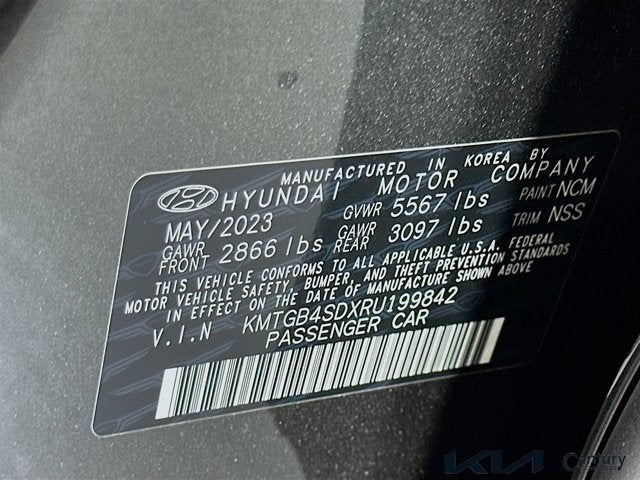 MANUFACTURED IN KOREA BY
HYUNDAI MOTOR COMPANY
MAY/2023 GVWR 5567 lbs PAINT NCM
GAWR FRONT 2866 lbs GAWR REAR 3097 lbs TRIM NSS
THIS VEHICLE CONFORMS TO ALL APPLICABLE U.S.A. FEDERAL
MOTOR VEHICLE SAFETY, BUMPER, AND THEFT PREVENTION STANDARDS
IN EFFECT ON THE DATE OF MANUFACTURE SHOWN ABOVE
V.I.N KMTGB4SDXRU199842
PASSENGER CAR
KIA Century